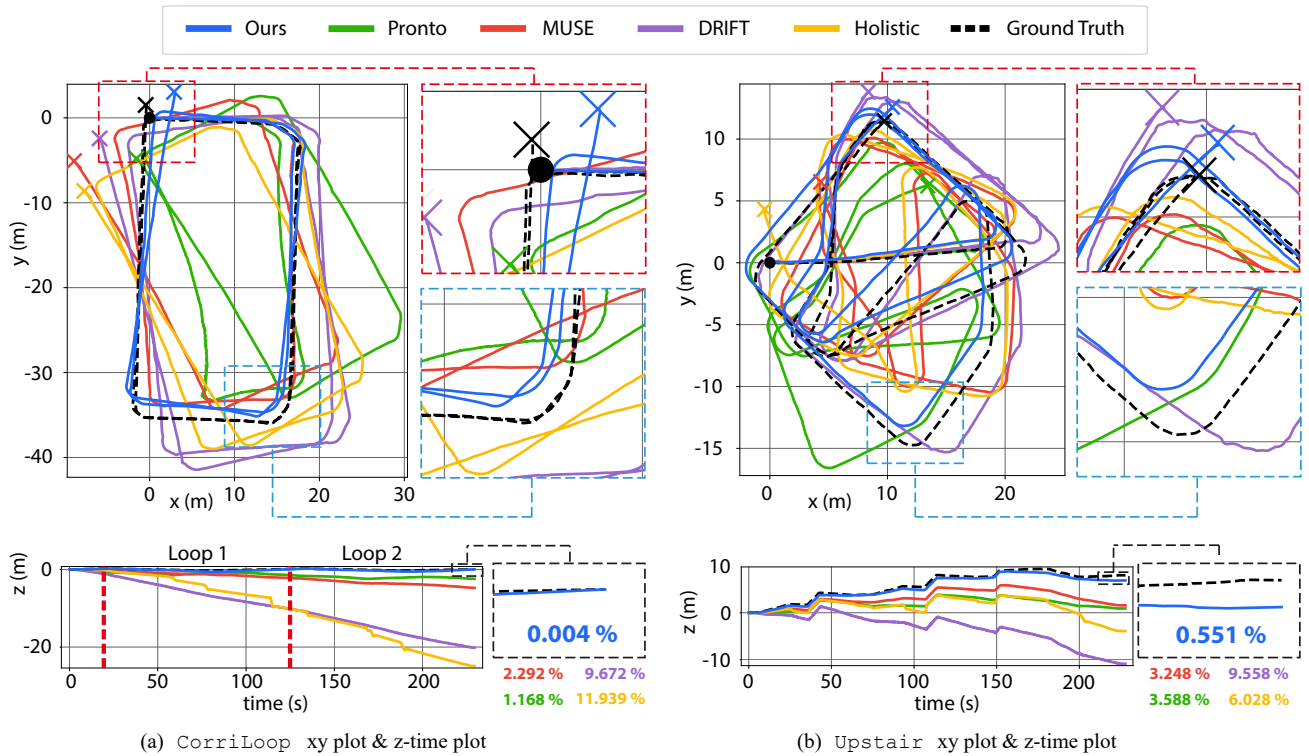 Ours Pronto MUSE DRIFT Holistic Ground Truth
0
-10
-20
-30
-40
y (m)
0 10 20 30
x (m)
10
5
0
-5
-10
-15
y (m)
0 10 20
x (m)
Loop 1 Loop 2
0
-20
z (m)
0 50 100 150 200
time (s)
0.004 %
2.292 % 9.672 %
1.168 % 11.939 %
10
0
-10
z (m)
0 50 100 150 200
time (s)
0.551 %
3.248 % 9.558 %
3.588 % 6.028 %
(a) CorriLoop xy plot & z-time plot
(b) Upstair xy plot & z-time plot